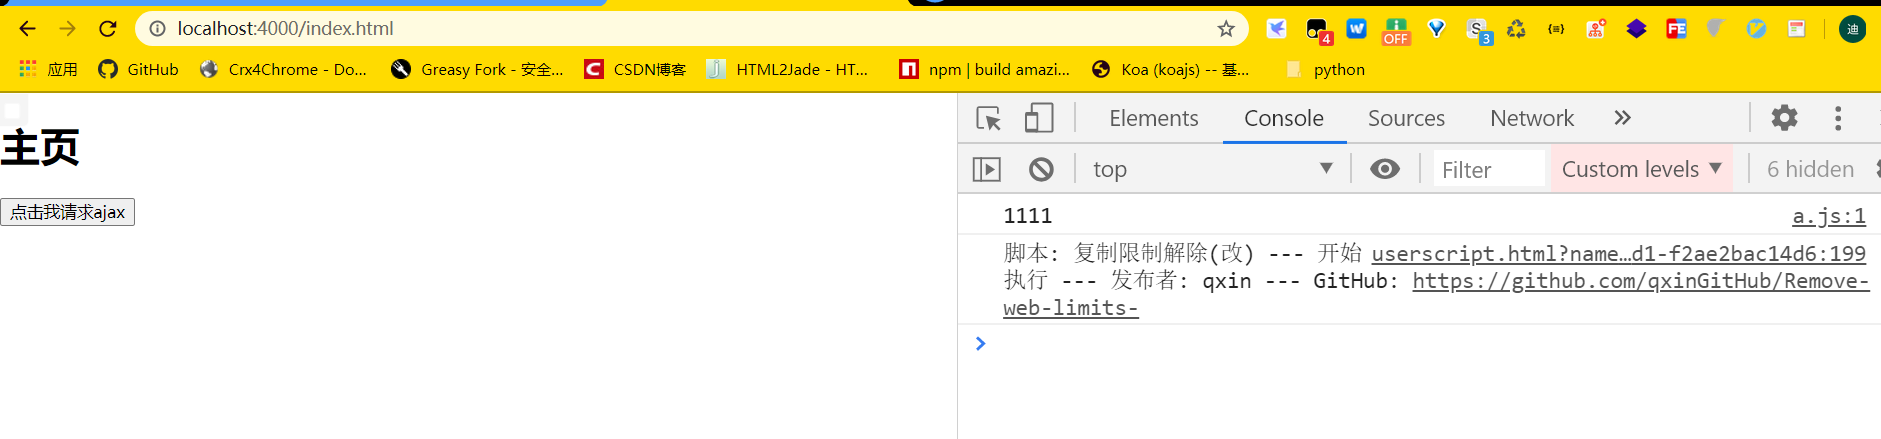 localhost:4000/index.html
4
OFF
3
FE
迪
应用
GitHub
Crx4Chrome - Do...
Greasy Fork - 安全...
CSDN博客
HTML2Jade - HT...
npm | build amazi...
Koa (koajs) -- 基...
python
主页
点击我请求ajax
Elements Console Sources Network
top Filter Custom levels 6 hidden
1111 a.js:1
脚本: 复制限制解除(改) --- 开始 userscript.html?name…d1-f2ae2bac14d6:199
执行 --- 发布者: qxin --- GitHub: https://github.com/qxinGitHub/Remove-
web-limits-